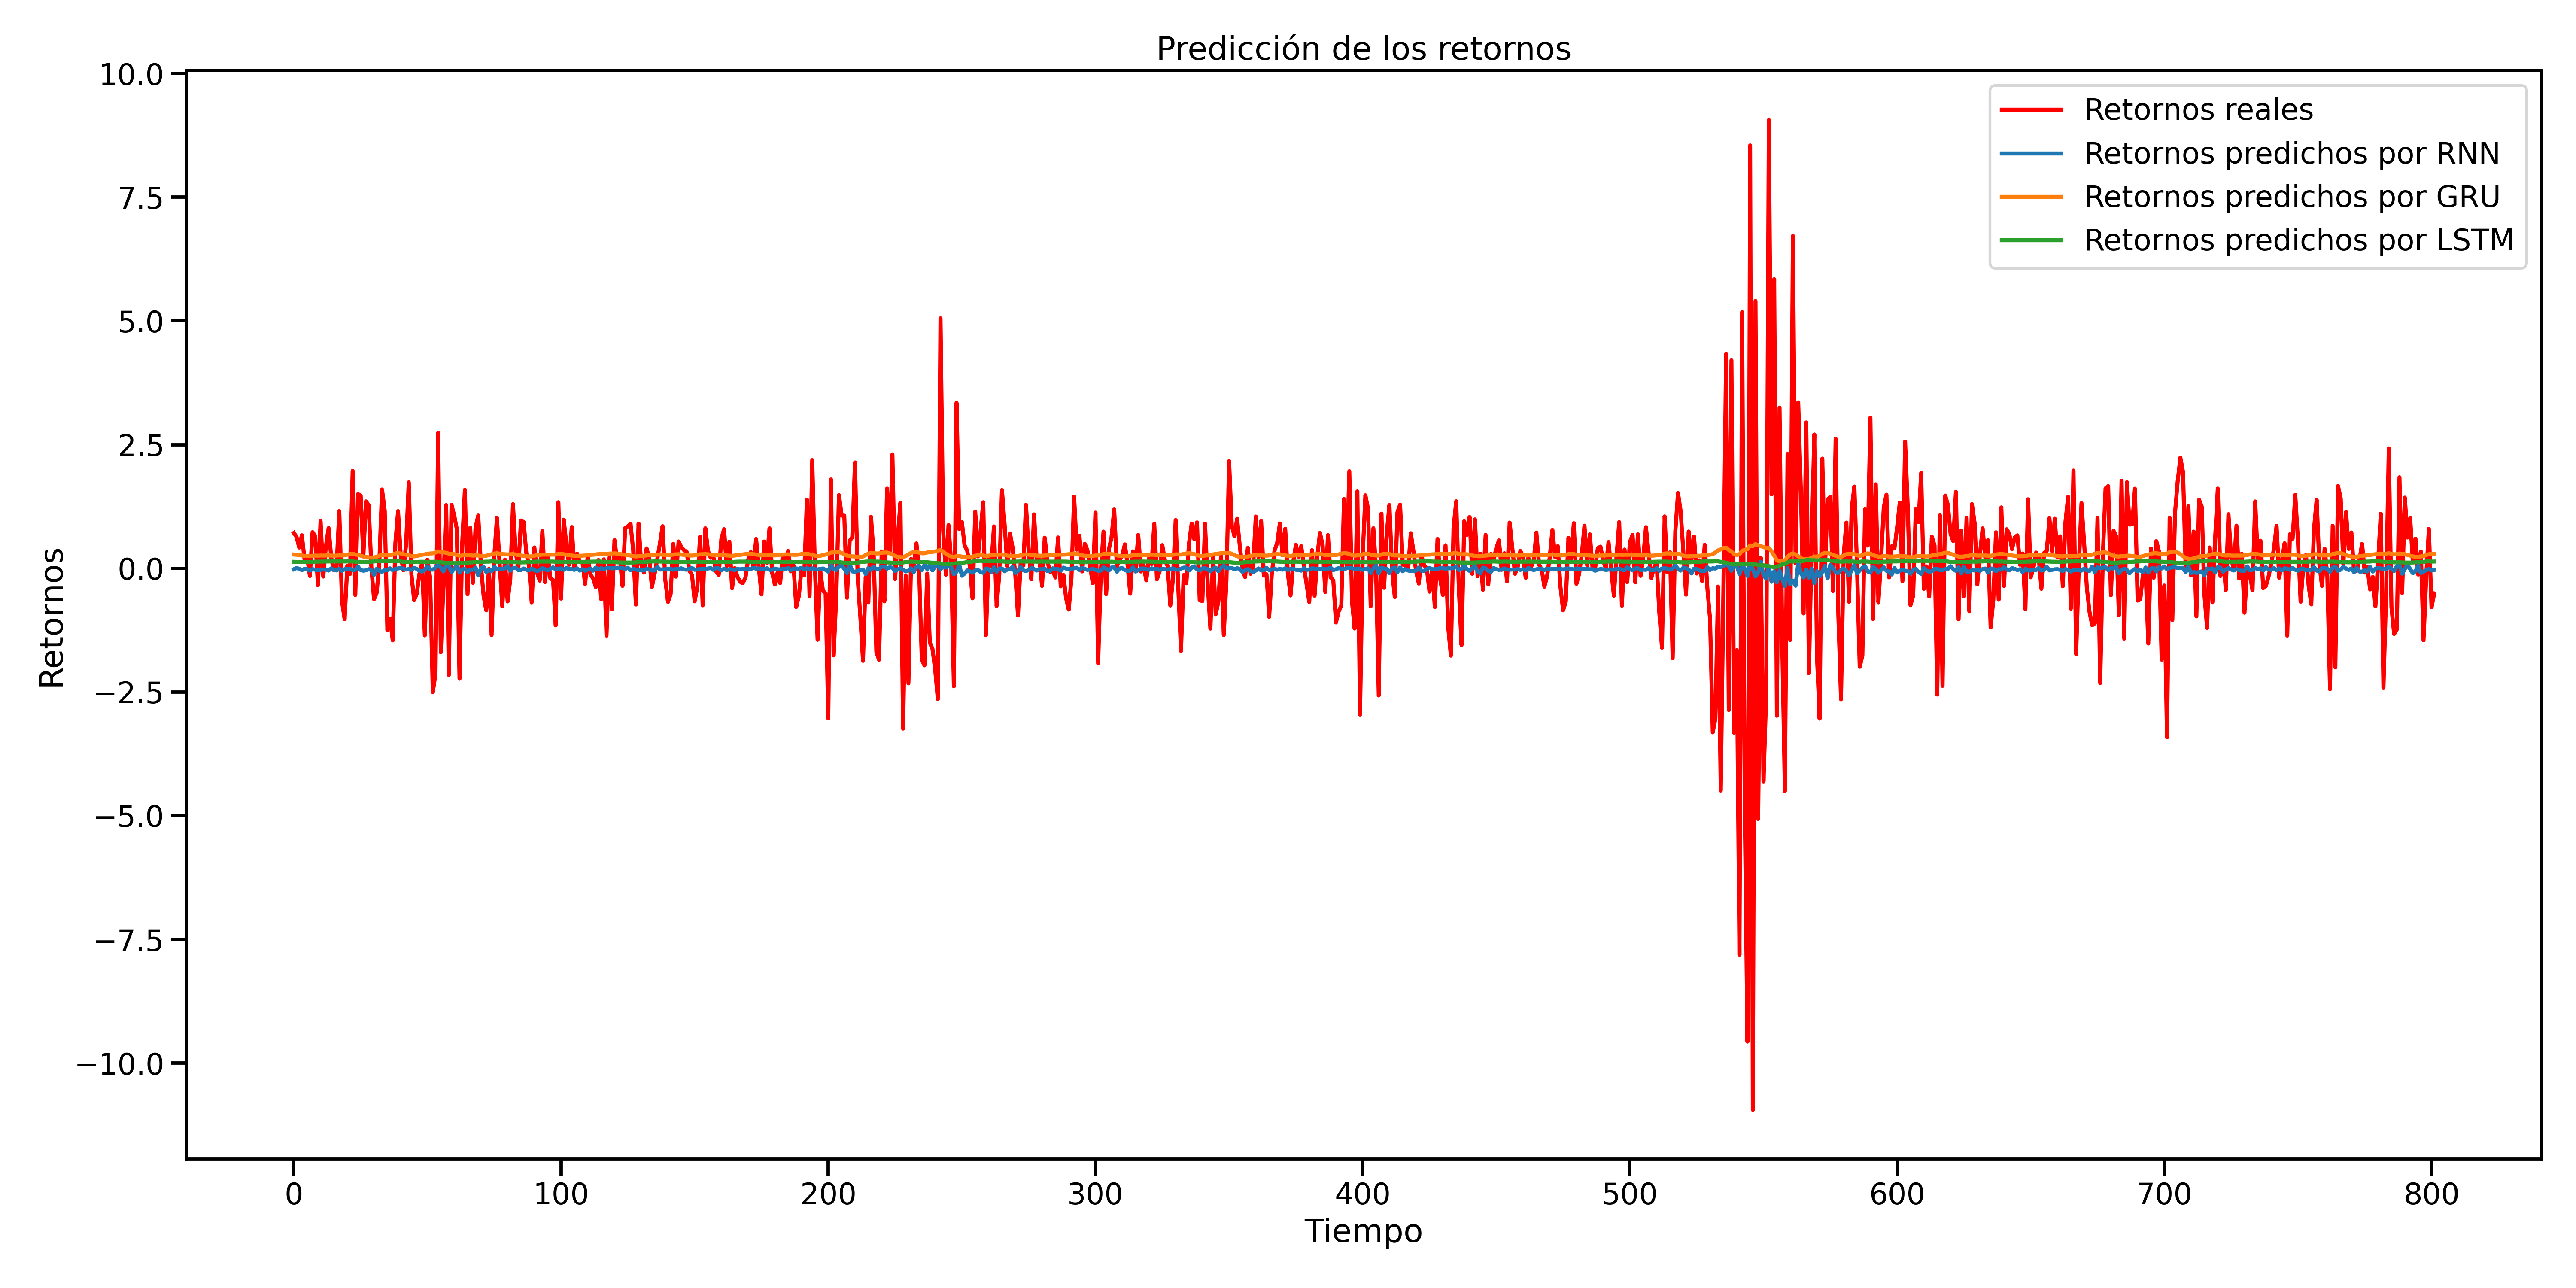 Predicción de los retornos
Retornos reales
Retornos predichos por RNN
Retornos predichos por GRU
Retornos predichos por LSTM
Retornos
10.0
7.5
5.0
2.5
0.0
−2.5
−5.0
−7.5
−10.0
0 100 200 300 400 500 600 700 800
Tiempo